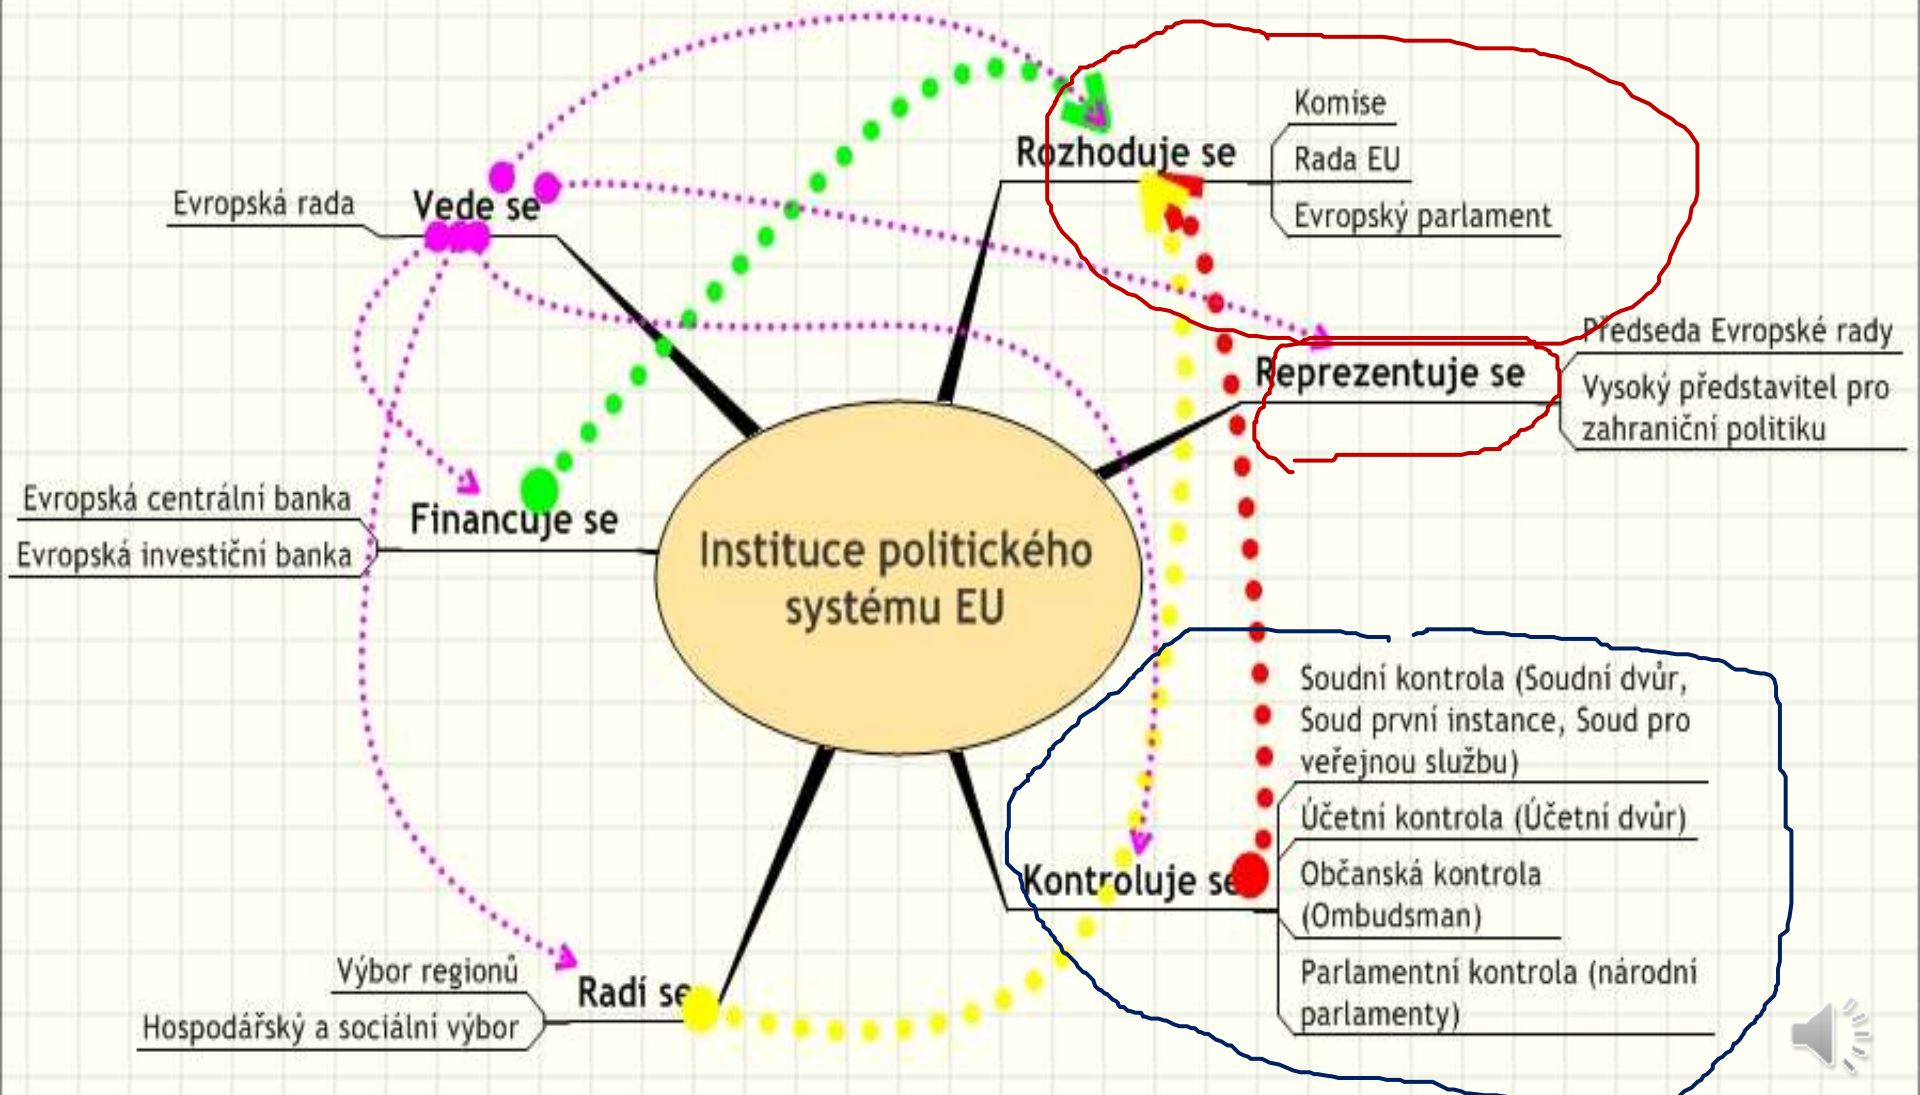 Komise
Rozhoduje se
Rada EU
Evropský parlament
Evropská rada
Vede se
Předseda Evropské rady
Reprezentuje se
Vysoký představitel pro
zahraniční politiku
Evropská centrální banka
Financuje se
Evropská investiční banka
Instituce politického
systému EU
Soudní kontrola (Soudní dvůr,
Soud první instance, Soud pro
veřejnou službu)
Účetní kontrola (Účetní dvůr)
Kontroluje se
Občanská kontrola
(Ombudsman)
Parlamentní kontrola (národní
parlamenty)
Výbor regionů
Radí se
Hospodářský a sociální výbor